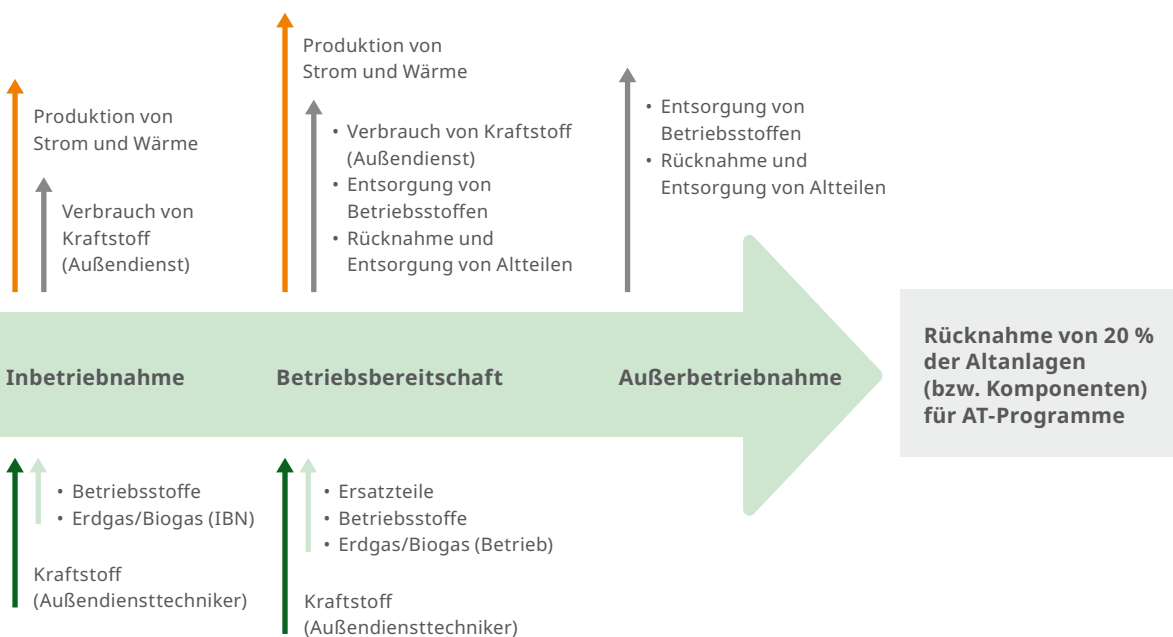 Produktion von
Strom und Wärme
Verbrauch von
Kraftstoff
(Außendienst)
Produktion von
Strom und Wärme
• Verbrauch von Kraftstoff
(Außendienst)
• Entsorgung von
Betriebsstoffen
• Rücknahme und
Entsorgung von Altteilen
• Entsorgung von
Betriebsstoffen
• Rücknahme und
Entsorgung von Altteilen
Inbetriebnahme
Betriebsbereitschaft
Außerbetriebnahme
Rücknahme von 20 %
der Altanlagen
(bzw. Komponenten)
für AT-Programme
• Betriebsstoffe
• Erdgas/Biogas (IBN)
Kraftstoff
(Außendiensttechniker)
• Ersatzteile
• Betriebsstoffe
• Erdgas/Biogas (Betrieb)
Kraftstoff
(Außendiensttechniker)